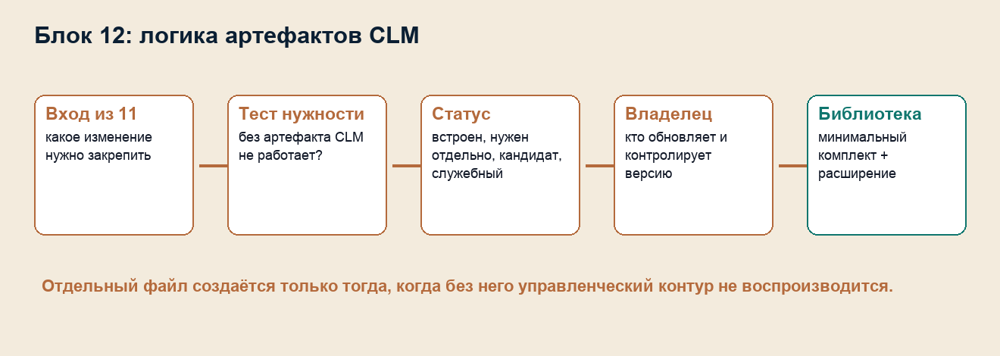 Блок 12: логика артефактов CLM
Вход из 11
какое изменение
нужно закрепить
Тест нужности
без артефакта CLM
не работает?
Статус
встроен, нужен
отдельно, кандидат,
служебный
Владелец
кто обновляет и
контролирует
версию
Библиотека
минимальный
комплект +
расширение
Отдельный файл создаётся только тогда, когда без него управленческий контур не воспроизводится.